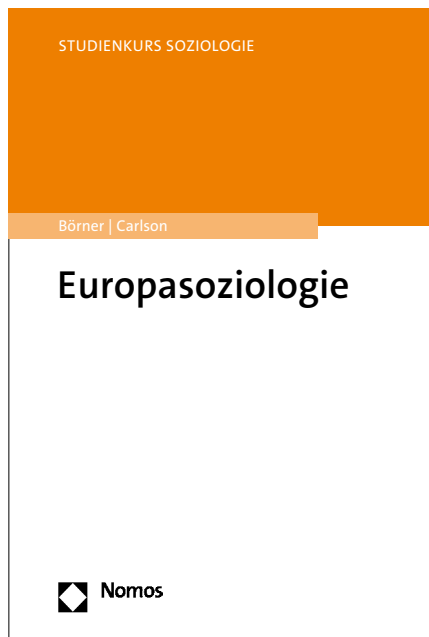 STUDIENKURS SOZIOLOGIE
Börner | Carlson
Europasoziologie
Nomos